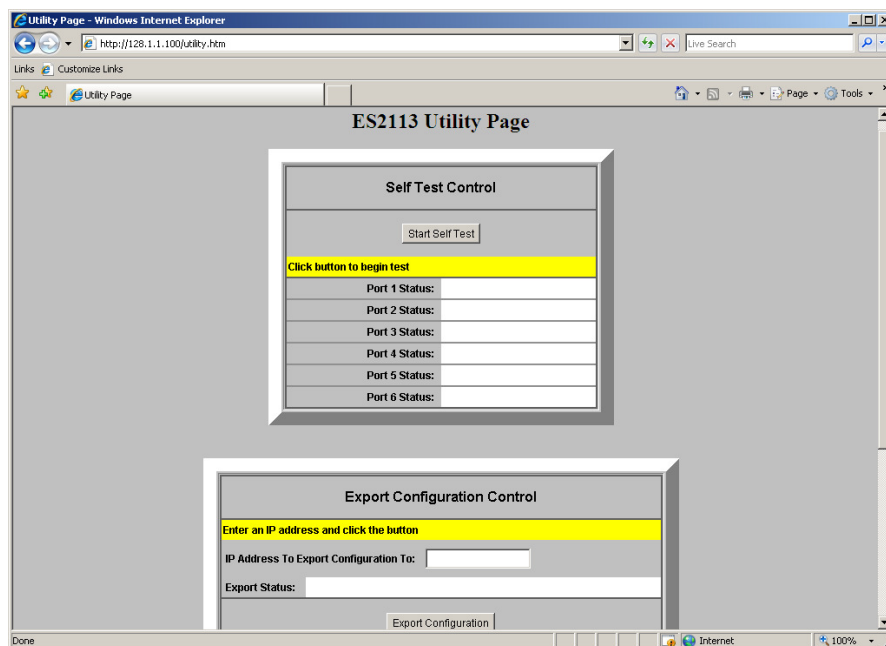 Utility Page - Windows Internet Explorer
http://128.1.1.100/utility.htm
Live Search
Links Customize Links
Utility Page
Page Tools
ES2113 Utility Page
Self Test Control
Start Self Test
Click button to begin test
Port 1 Status:
Port 2 Status:
Port 3 Status:
Port 4 Status:
Port 5 Status:
Port 6 Status:
Export Configuration Control
Enter an IP address and click the button
IP Address To Export Configuration To:
Export Status:
Export Configuration
Done
Internet
100%